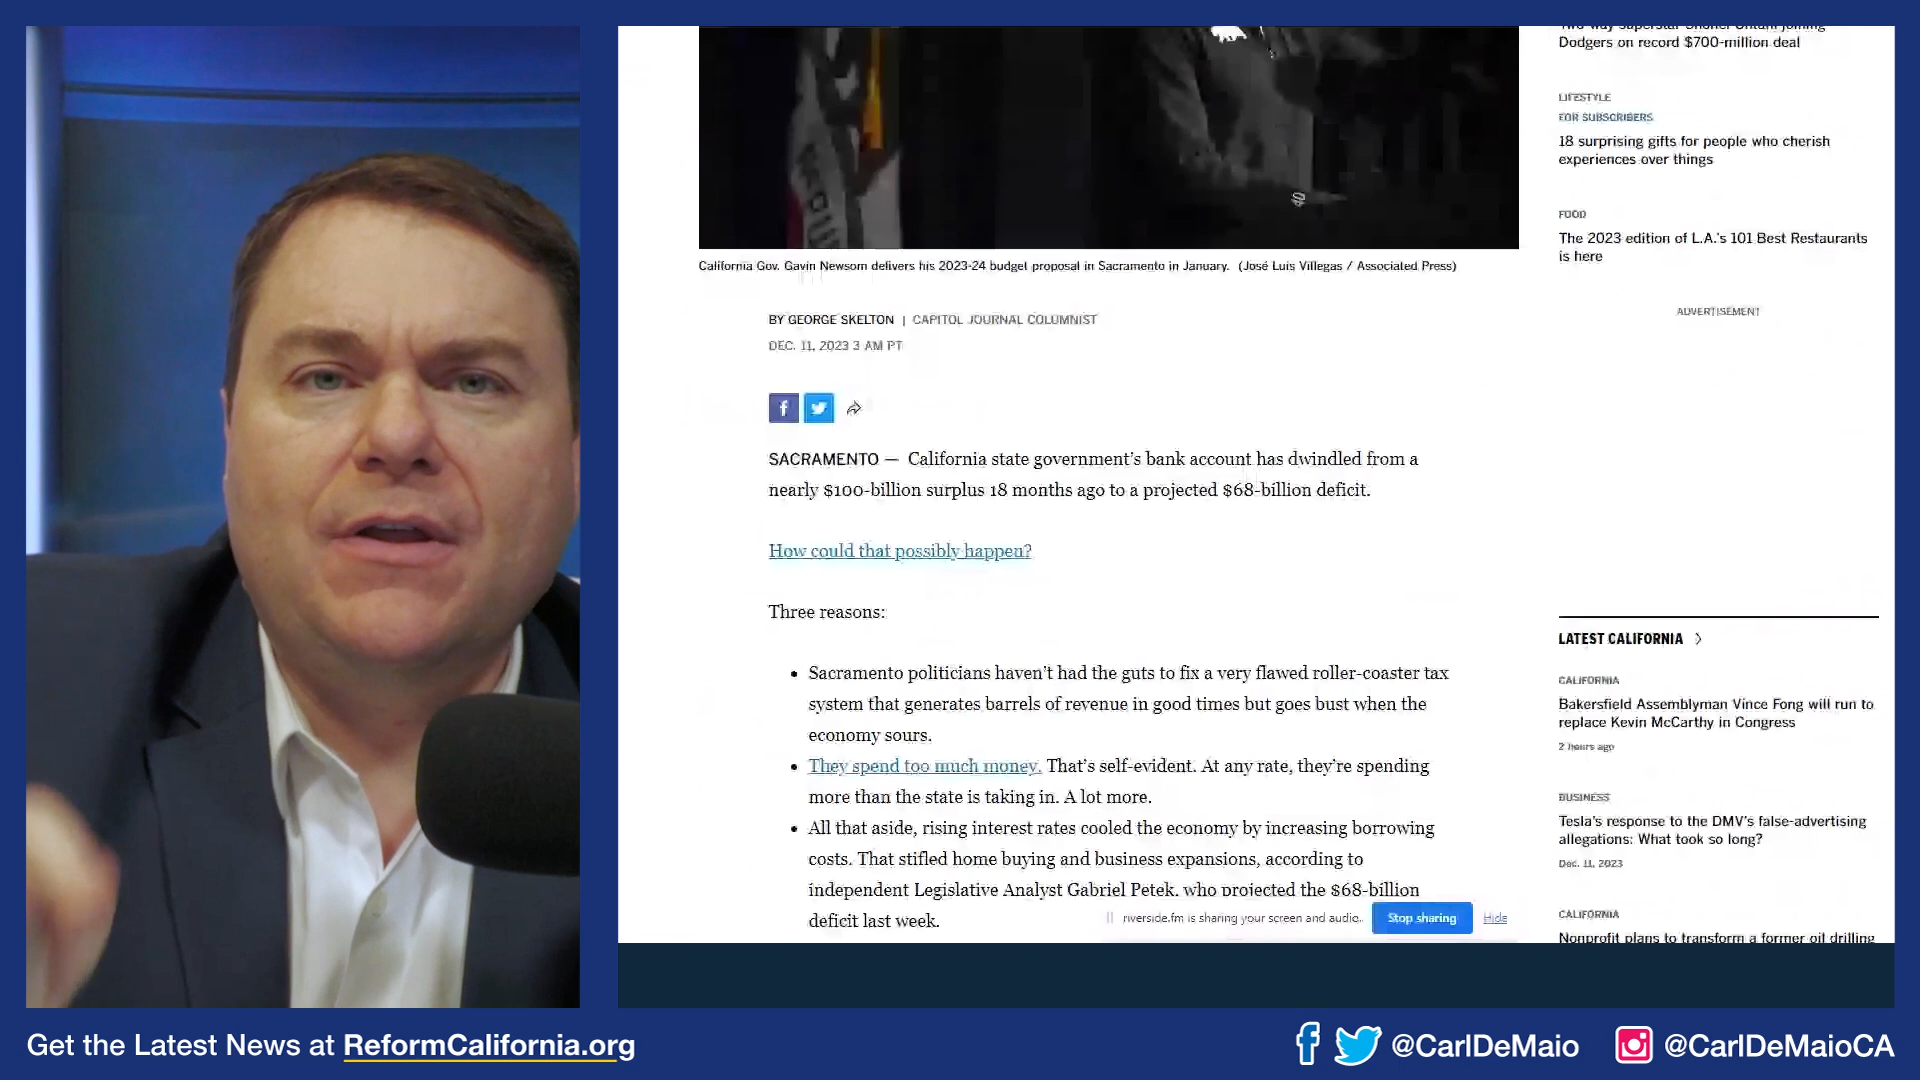 Two-way superstar Shohei Ohtani joining
Dodgers on record $700-million deal
LIFESTYLE
FOR SUBSCRIBERS
18 surprising gifts for people who cherish
experiences over things
FOOD
The 2023 edition of L.A.'s 101 Best Restaurants
is here
ADVERTISEMENT
California Gov. Gavin Newsom delivers his 2023-24 budget proposal in Sacramento in January. (José Luis Villegas / Associated Press)
BY GEORGE SKELTON | CAPITOL JOURNAL COLUMNIST
DEC. 11, 2023 3 AM PT
SACRAMENTO — California state government's bank account has dwindled from a
nearly $100-billion surplus 18 months ago to a projected $68-billion deficit.
How could that possibly happen?
Three reasons:
• Sacramento politicians haven't had the guts to fix a very flawed roller-coaster tax
system that generates barrels of revenue in good times but goes bust when the
economy sours.
• They spend too much money. That's self-evident. At any rate, they're spending
more than the state is taking in. A lot more.
• All that aside, rising interest rates cooled the economy by increasing borrowing
costs. That stifled home buying and business expansions, according to
independent Legislative Analyst Gabriel Petek, who projected the $68-billion
deficit last week.
riverside.fm is sharing your screen and audio.. Stop sharing Hide
LATEST CALIFORNIA >
CALIFORNIA
Bakersfield Assemblyman Vince Fong will run to
replace Kevin McCarthy in Congress
2 hours ago
BUSINESS
Tesla's response to the DMV's false-advertising
allegations: What took so long?
Dec. 11, 2023
CALIFORNIA
Nonprofit plans to transform a former oil drilling
Get the Latest News at ReformCalifornia.org
@CarlDeMaio
@CarlDeMaioCA